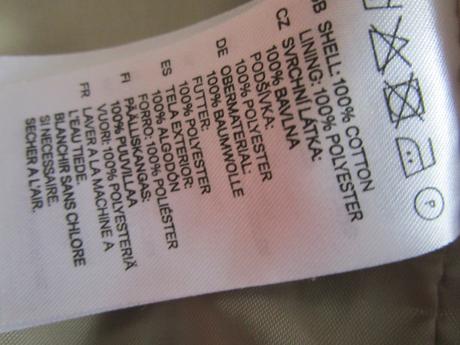 GB SHELL: 100% COTTON
LINING: 100% POLYESTER
CZ SVRCHNI LÁTKA:
100% BAVLNA
PODŠÍVKA:
100% POLYESTER
DE OBERMATERIAL:
100% BAUMWOLLE
FUTTER:
100% POLYESTER
ES TELA EXTERIOR:
100% ALGODÓN
FORRO: 100% POLIÉSTER
FI PÄÄLLISKANGAS:
100% PUUVILLAA
VUORI: 100% POLYESTERIÄ
FR LAVER A LA MACHINE A
L'EAU TIEDE.
BLANCHIR SANS CHLORE
SI NECESSAIRE.
SECHER A L'AIR.
P